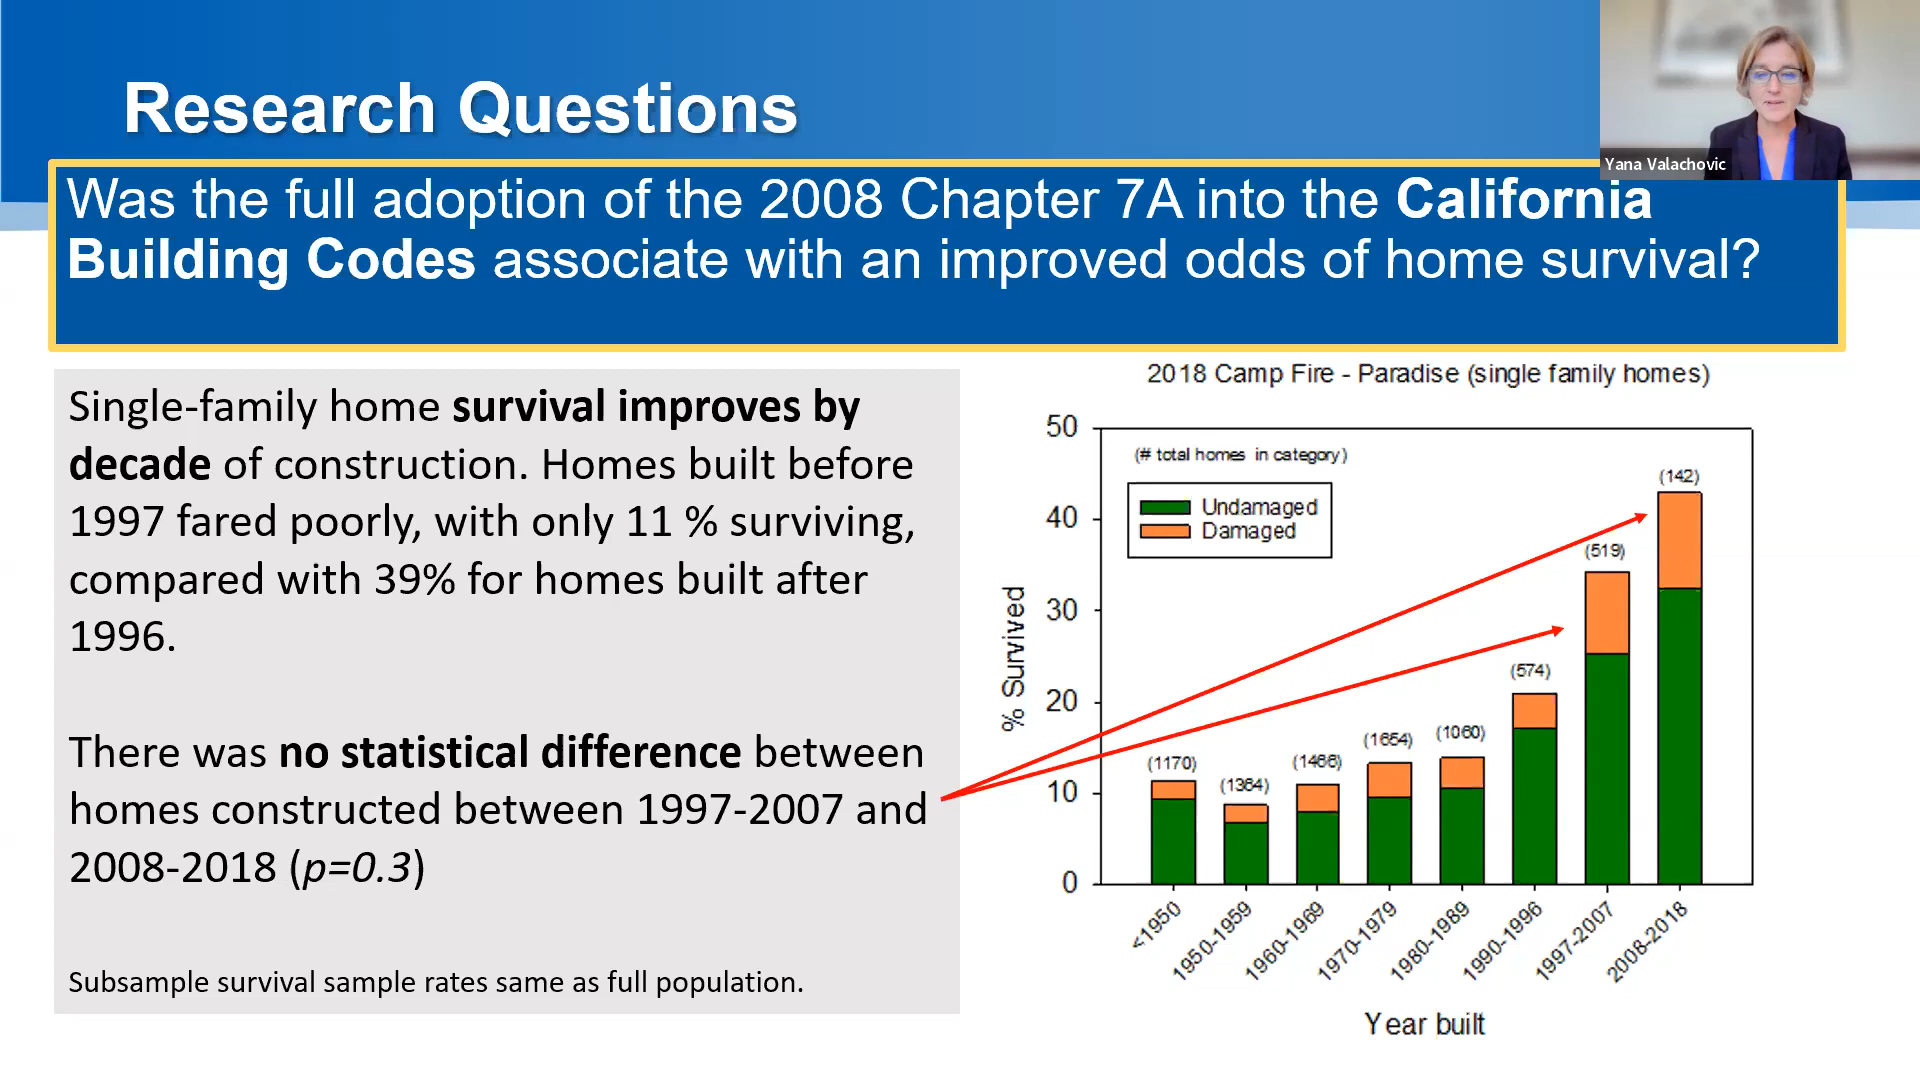 Research Questions
Yana Valachovic
Was the full adoption of the 2008 Chapter 7A into the California
Building Codes associate with an improved odds of home survival?
Single-family home survival improves by
decade of construction. Homes built before
1997 fared poorly, with only 11 % surviving,
compared with 39% for homes built after
1996.
There was no statistical difference between
homes constructed between 1997-2007 and
2008-2018 (p=0.3)
Subsample survival sample rates same as full population.
2018 Camp Fire - Paradise (single family homes)
(# total homes in category)
Undamaged
Damaged
% Survived
50
40
30
20
10
0
(1170)
(1364)
(1466)
(1654)
(1060)
(574)
(519)
(142)
<1950
1950-1959
1960-1969
1970-1979
1980-1989
1990-1996
1997-2007
2008-2018
Year built